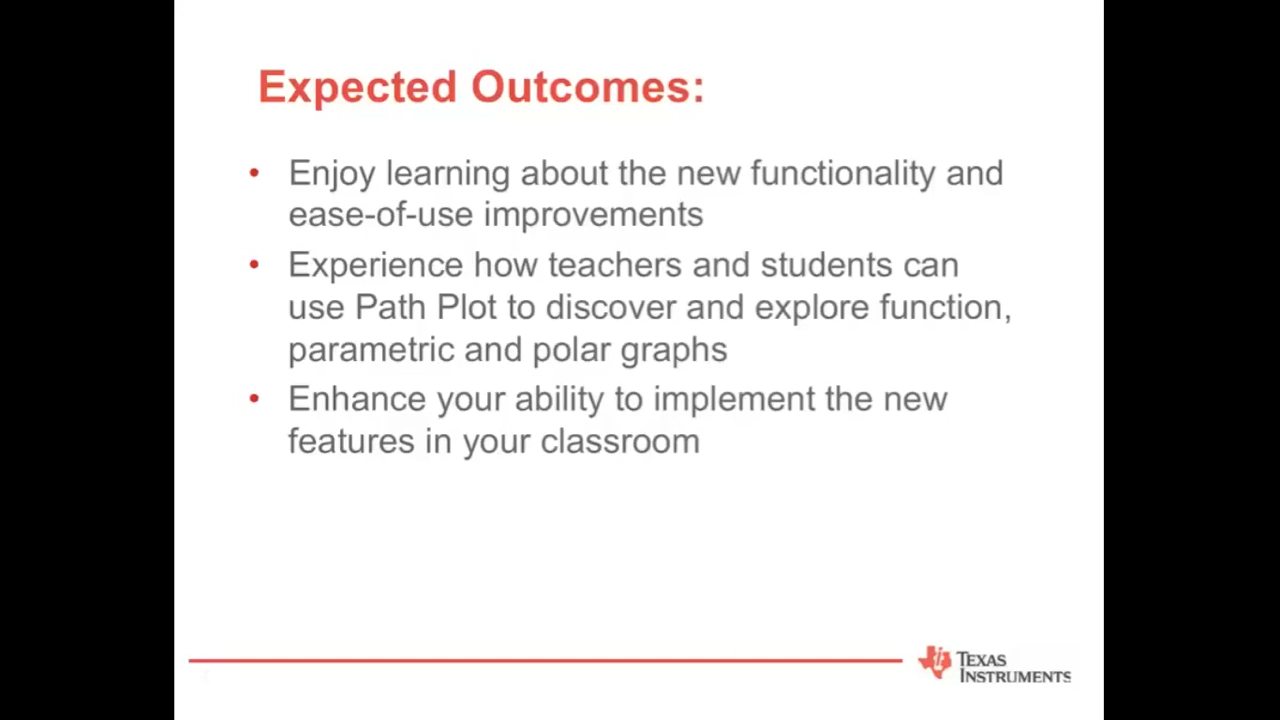 Expected Outcomes:
• Enjoy learning about the new functionality and
ease-of-use improvements
• Experience how teachers and students can
use Path Plot to discover and explore function,
parametric and polar graphs
• Enhance your ability to implement the new
features in your classroom
TEXAS
INSTRUMENTS